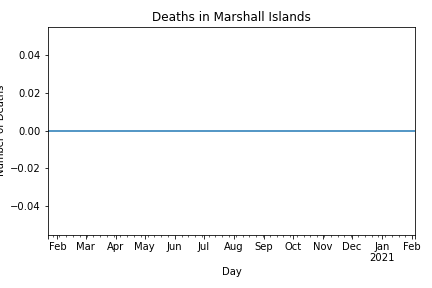 Deaths in Marshall Islands
Number of Deaths
0.04
0.02
0.00
−0.02
−0.04
Feb Mar Apr May Jun Jul Aug Sep Oct Nov Dec Jan Feb
2021
Day